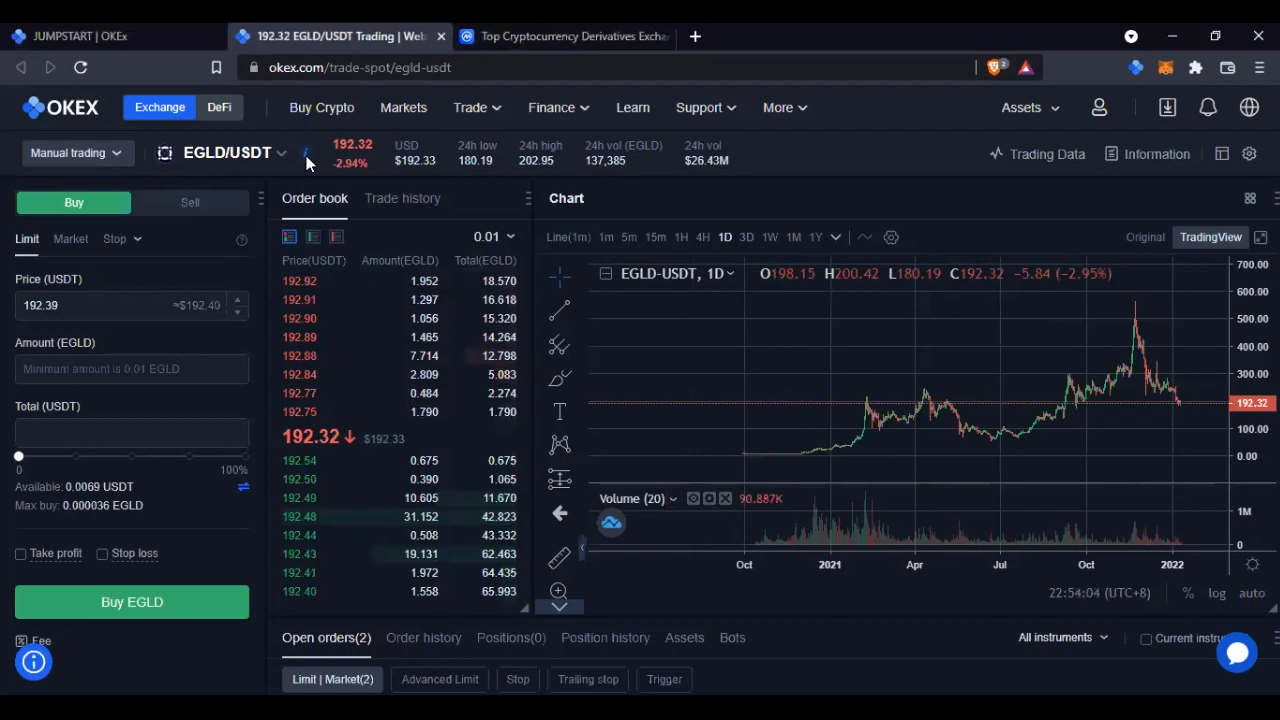 JUMPSTART | OKEx
192.32 EGLD/USDT Trading | Web
Top Cryptocurrency Derivatives Exchan
okex.com/trade-spot/egld-usdt
2
OKEX
Exchange
DeFi
Buy Crypto
Markets
Trade
Finance
Learn
Support
More
Assets
Manual trading
EGLD/USDT
i
192.32
-2.94%
USD
$192.33
24h low
180.19
24h high
202.95
24h vol (EGLD)
137,385
24h vol
$26.43M
Trading Data
Information
Buy
Sell
Limit
Market
Stop
Price (USDT)
192.39
≈$192.40
Amount (EGLD)
Minimum amount is 0.01 EGLD
Total (USDT)
0
100%
Available: 0.0069 USDT
Max buy: 0.000036 EGLD
Take profit
Stop loss
Buy EGLD
Fee
Order book
Trade history
0.01
Price(USDT) Amount(EGLD) Total(EGLD)
192.92 1.952 18.570
192.91 1.297 16.618
192.90 1.056 15.320
192.89 1.465 14.264
192.88 7.714 12.798
192.84 2.809 5.083
192.77 0.484 2.274
192.75 1.790 1.790
192.32 $192.33
192.54 0.675 0.675
192.50 0.390 1.065
192.49 10.605 11.670
192.48 31.152 42.823
192.44 0.508 43.332
192.43 19.131 62.463
192.41 1.972 64.435
192.40 1.558 65.993
Chart
Line(1m) 1m 5m 15m 1H 4H 1D 3D 1W 1M 1Y
Original
TradingView
EGLD-USDT, 1D
O198.15 H200.42 L180.19 C192.32 −5.84 (−2.95%)
700.00
600.00
500.00
400.00
300.00
192.32
100.00
0.00
Volume (20)
90.887K
1M
0
Oct 2021 Apr Jul Oct 2022
22:54:04 (UTC+8)
% log auto
Open orders(2)
Order history
Positions(0)
Position history
Assets
Bots
All instruments
Current instru
Limit | Market(2)
Advanced Limit
Stop
Trailing stop
Trigger